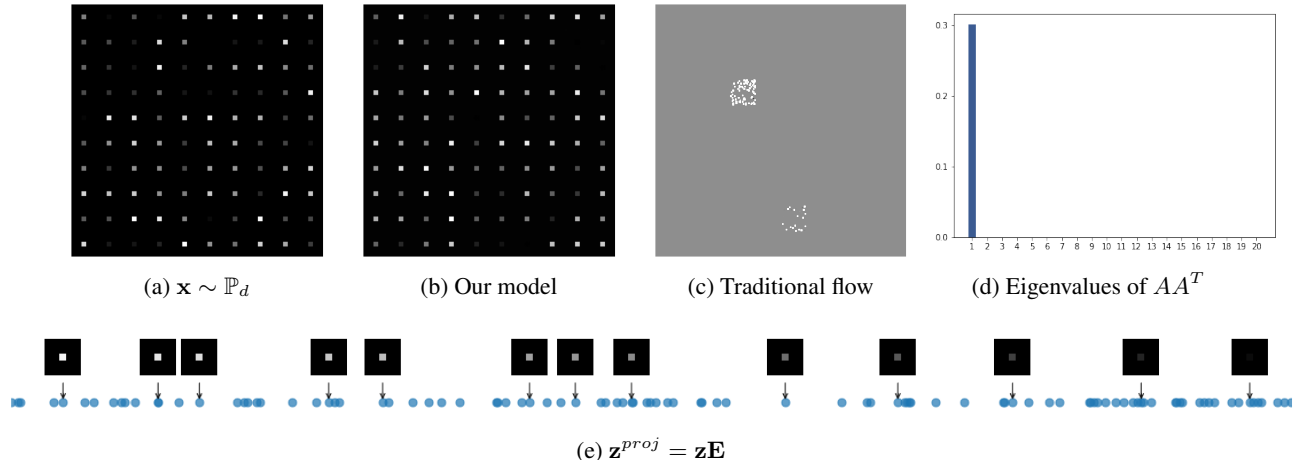 0.3
0.2
0.1
0.0
1 2 3 4 5 6 7 8 9 10 11 12 13 14 15 16 17 18 19 20
(a) x ∼ ℙd
(b) Our model
(c) Traditional flow
(d) Eigenvalues of AA^T
(e) z^proj = zE